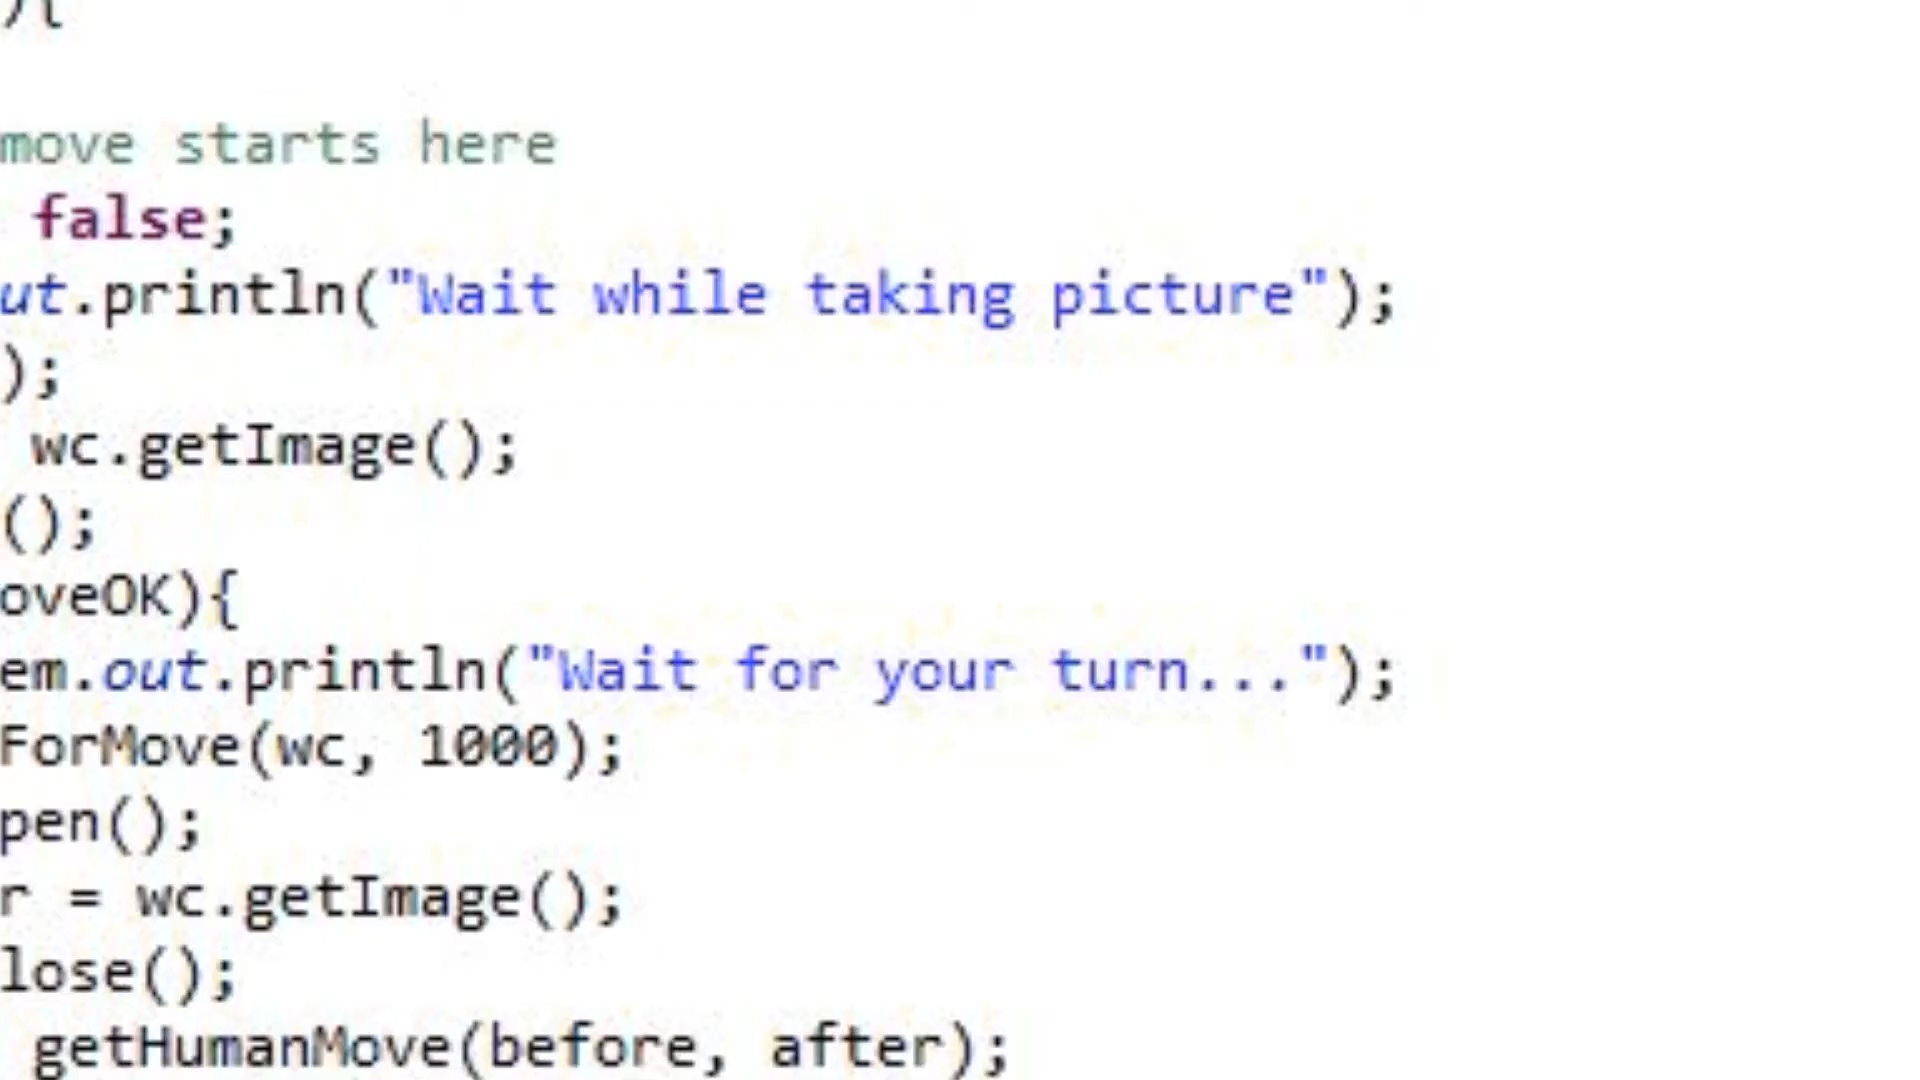 ){
move starts here
false;
ut.println("Wait while taking picture");
);
wc.getImage();
();
oveOK){
em.out.println("Wait for your turn...");
ForMove(wc, 1000);
pen();
r = wc.getImage();
lose();
getHumanMove(before, after);